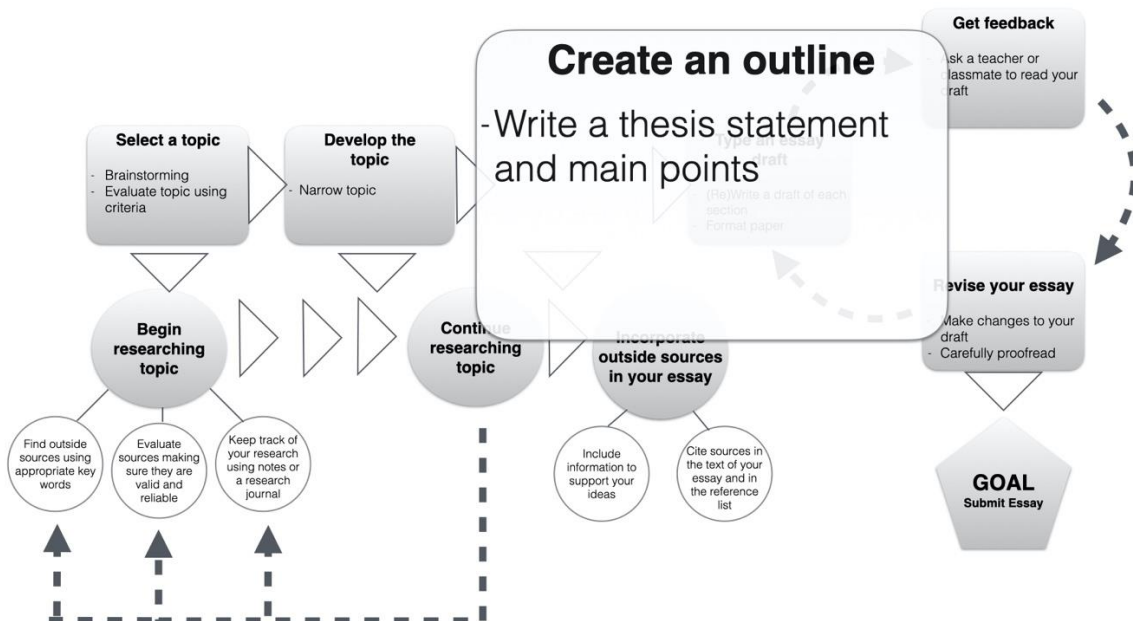 Get feedback
- Ask a teacher or
classmate to read your
draft
Create an outline
-Write a thesis statement
and main points
Select a topic
- Brainstorming
- Evaluate topic using
criteria
Develop the
topic
- Narrow topic
Type an essay
draft
- (Re)Write a draft of each
section
- Formal paper
Revise your essay
- Make changes to your
draft
- Carefully proofread
Begin
researching
topic
Continue
researching
topic
Incorporate
outside sources
in your essay
Find outside
sources using
appropriate key
words
Evaluate
sources making
sure they are
valid and
reliable
Keep track of
your research
using notes or
a research
journal
Include
information to
support your
ideas
Cite sources in
the text of your
essay and in
the reference
list
GOAL
Submit Essay